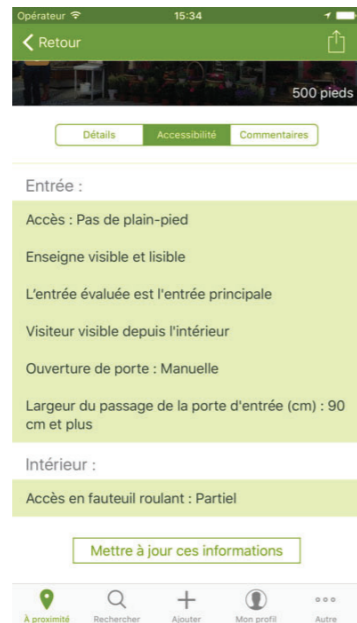 Opérateur 15:34
Retour
500 pieds
Détails Accessibilité Commentaires
Entrée :
Accès : Pas de plain-pied
Enseigne visible et lisible
L'entrée évaluée est l'entrée principale
Visiteur visible depuis l'intérieur
Ouverture de porte : Manuelle
Largeur du passage de la porte d'entrée (cm) : 90
cm et plus
Intérieur :
Accès en fauteuil roulant : Partiel
Mettre à jour ces informations
À proximité Rechercher Ajouter Mon profil Autre